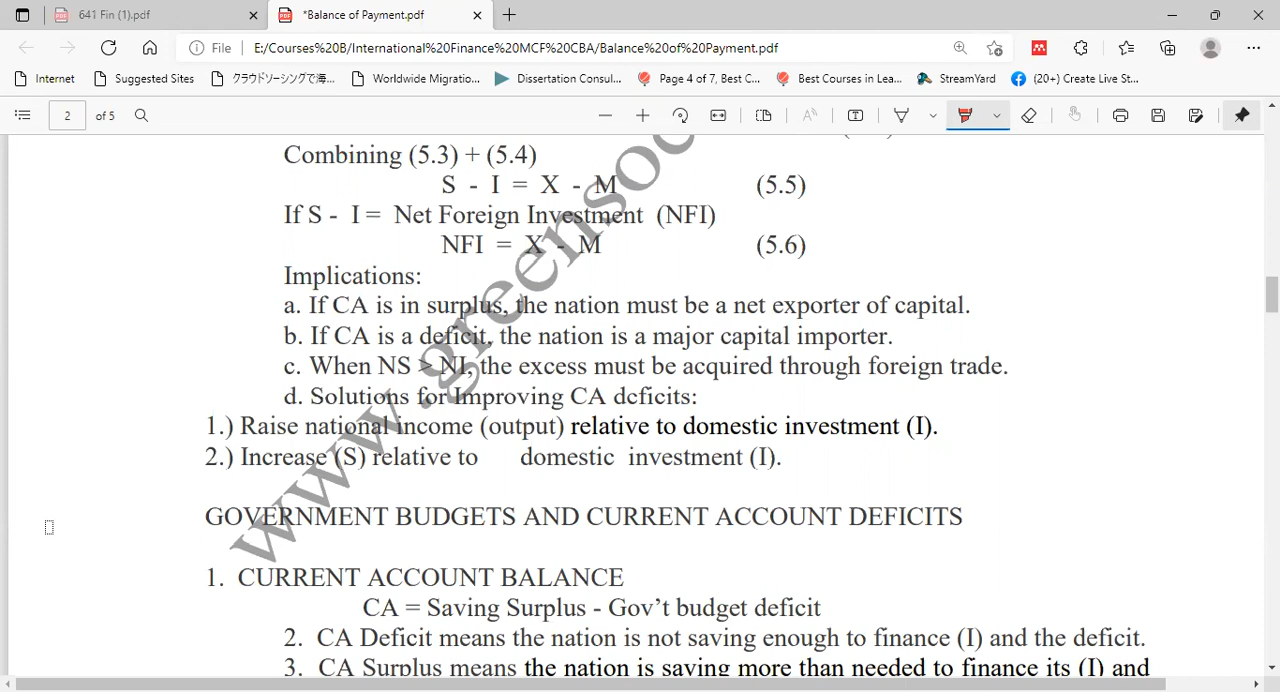 641 Fin (1).pdf
*Balance of Payment.pdf
File
E:/Courses%20B/International%20Finance%20MCF%20CBA/Balance%20of%20Payment.pdf
Internet
Suggested Sites
クラウドソーシングで海...
Worldwide Migratio...
Dissertation Consul...
Page 4 of 7, Best C...
Best Courses in Lea...
StreamYard
(20+) Create Live St...
2 of 5
Combining (5.3) + (5.4)
S - I = X - M (5.5)
If S - I = Net Foreign Investment (NFI)
NFI = X - M (5.6)
Implications:
a. If CA is in surplus, the nation must be a net exporter of capital.
b. If CA is a deficit, the nation is a major capital importer.
c. When NS > NI, the excess must be acquired through foreign trade.
d. Solutions for Improving CA dcficits:
1.) Raise national income (output) relative to domestic investment (I).
2.) Increase (S) relative to domestic investment (I).
GOVERNMENT BUDGETS AND CURRENT ACCOUNT DEFICITS
1. CURRENT ACCOUNT BALANCE
CA = Saving Surplus - Gov’t budget deficit
2. CA Deficit means the nation is not saving enough to finance (I) and the deficit.
3. CA Surplus means the nation is saving more than needed to finance its (I) and
www.greensoc